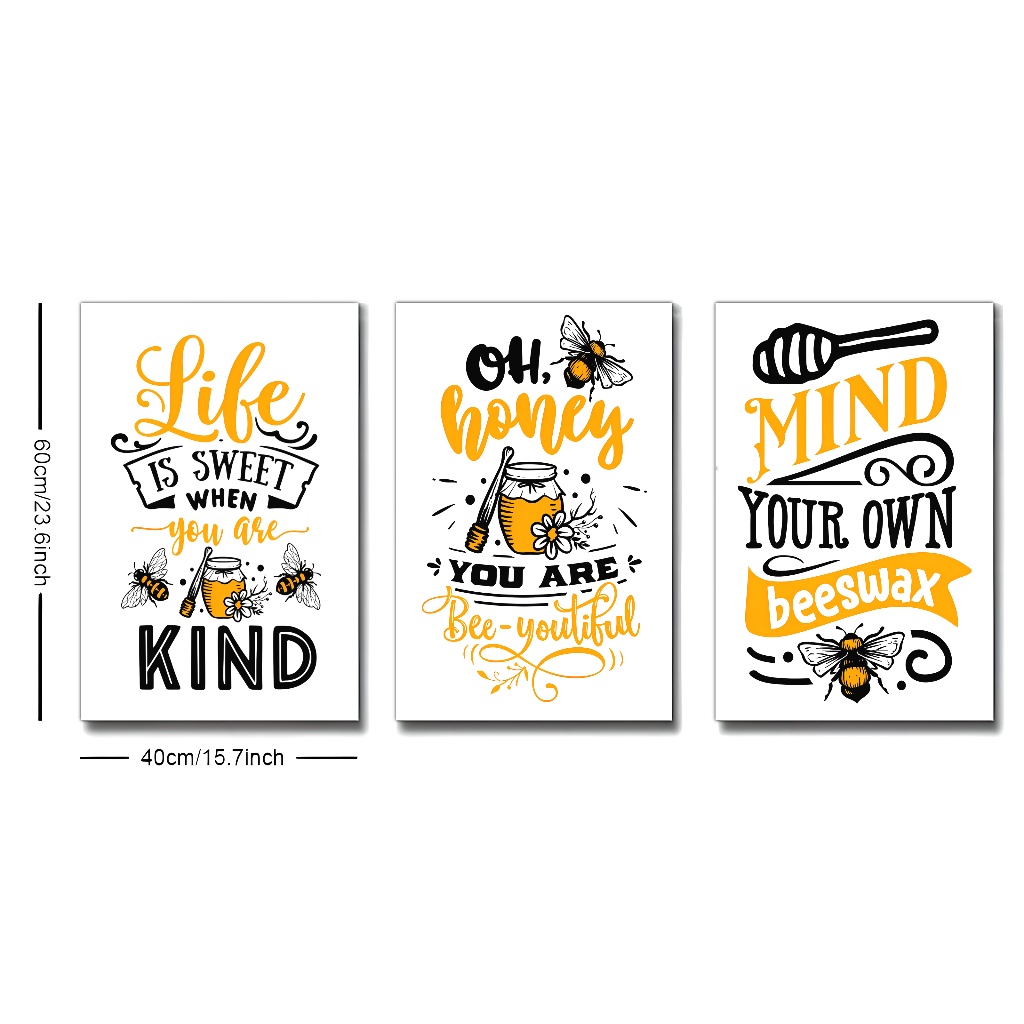 Life
IS SWEET
WHEN
you are
KIND
OH,
honey
YOU ARE
Bee-youtiful
MIND
YOUR OWN
beeswax
60cm/23.6inch
40cm/15.7inch